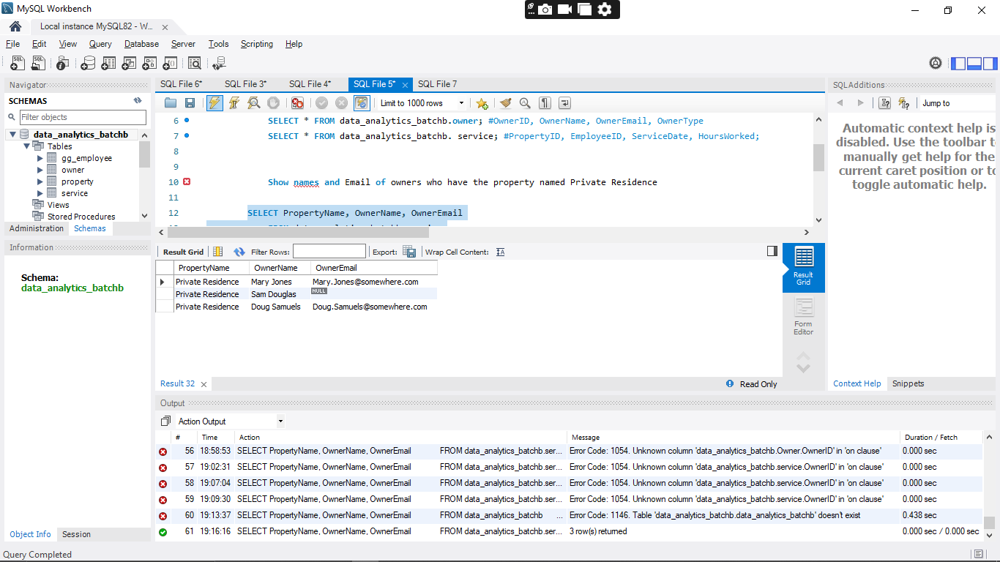 MySQL Workbench
Local instance MySQL82 - W...
File Edit View Query Database Server Tools Scripting Help
Navigator
SCHEMAS
Filter objects
data_analytics_batchb
Tables
gg_employee
owner
property
service
Views
Stored Procedures
Administration Schemas
Information
Schema:
data_analytics_batchb
Object Info Session
SQL File 6* SQL File 3* SQL File 4* SQL File 5* SQL File 7
Limit to 1000 rows
6 SELECT * FROM data_analytics_batchb.owner; #OwnerID, OwnerName, OwnerEmail, OwnerType
7 SELECT * FROM data_analytics_batchb. service; #PropertyID, EmployeeID, ServiceDate, HoursWorked;
8
9
10 Show names and Email of owners who have the property named Private Residence
11
12 SELECT PropertyName, OwnerName, OwnerEmail
Result Grid Filter Rows: Export: Wrap Cell Content:
PropertyName OwnerName OwnerEmail
Private Residence Mary Jones Mary.Jones@somewhere.com
Private Residence Sam Douglas NULL
Private Residence Doug Samuels Doug.Samuels@somewhere.com
Result Grid
Form Editor
Result 32
Read Only
SQLAdditions
Jump to
Automatic context help is
disabled. Use the toolbar t
manually get help for the
current caret position or to
toggle automatic help.
Context Help Snippets
Output
Action Output
# Time Action Message Duration / Fetch
56 18:58:53 SELECT PropertyName, OwnerName, OwnerEmail FROM data_analytics_batchb.ser... Error Code: 1054. Unknown column 'data_analytics_batchb.Owner.OwnerID' in 'on clause' 0.000 sec
57 19:02:31 SELECT PropertyName, OwnerName, OwnerEmail FROM data_analytics_batchb.ser... Error Code: 1054. Unknown column 'data_analytics_batchb.service.OwnerID' in 'on clause' 0.000 sec
58 19:07:04 SELECT PropertyName, OwnerName, OwnerEmail FROM data_analytics_batchb.ser... Error Code: 1054. Unknown column 'data_analytics_batchb.service.OwnerID' in 'on clause' 0.000 sec
59 19:09:30 SELECT PropertyName, OwnerName, OwnerEmail FROM data_analytics_batchb.ser... Error Code: 1054. Unknown column 'data_analytics_batchb.service.OwnerID' in 'on clause' 0.000 sec
60 19:13:37 SELECT PropertyName, OwnerName, OwnerEmail FROM data_analytics_batchb ... Error Code: 1146. Table 'data_analytics_batchb.data_analytics_batchb' doesn't exist 0.438 sec
61 19:16:16 SELECT PropertyName, OwnerName, OwnerEmail FROM data_analytics_batchb.ser... 3 row(s) returned 0.000 sec / 0.000 sec
Query Completed